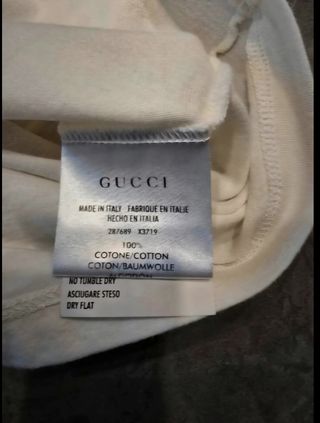 GUCCI
MADE IN ITALY FABRIQUE EN ITALIE
HECHO EN ITALIA
287689 X3719
100%
COTONE/COTTON
COTON/BAUMWOLLE
ALGODON
NO TUMBLE DRY
ASCIUGARE STESO
DRY FLAT